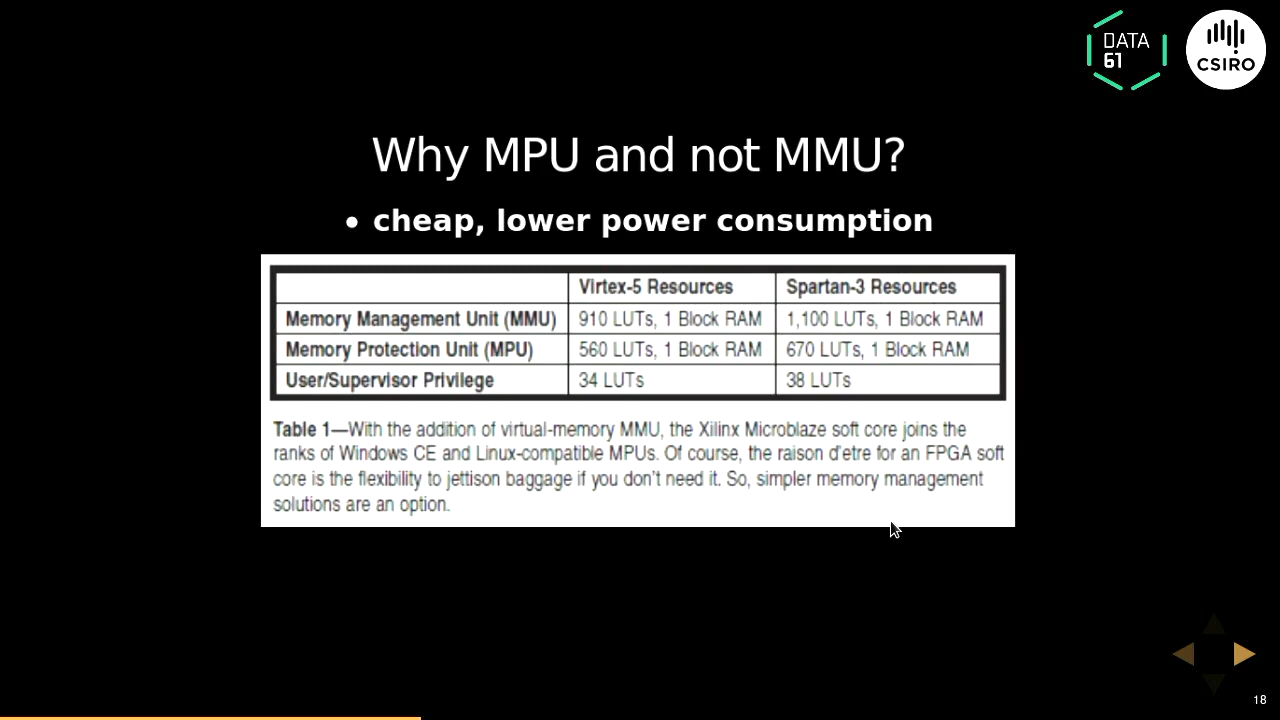 DATA
61
CSIRO
Why MPU and not MMU?
• cheap, lower power consumption
Virtex-5 Resources Spartan-3 Resources
Memory Management Unit (MMU) 910 LUTs, 1 Block RAM 1,100 LUTs, 1 Block RAM
Memory Protection Unit (MPU) 560 LUTs, 1 Block RAM 670 LUTs, 1 Block RAM
User/Supervisor Privilege 34 LUTs 38 LUTs
Table 1—With the addition of virtual-memory MMU, the Xilinx Microblaze soft core joins the
ranks of Windows CE and Linux-compatible MPUs. Of course, the raison d'etre for an FPGA soft
core is the flexibility to jettison baggage if you don't need it. So, simpler memory management
solutions are an option.
18